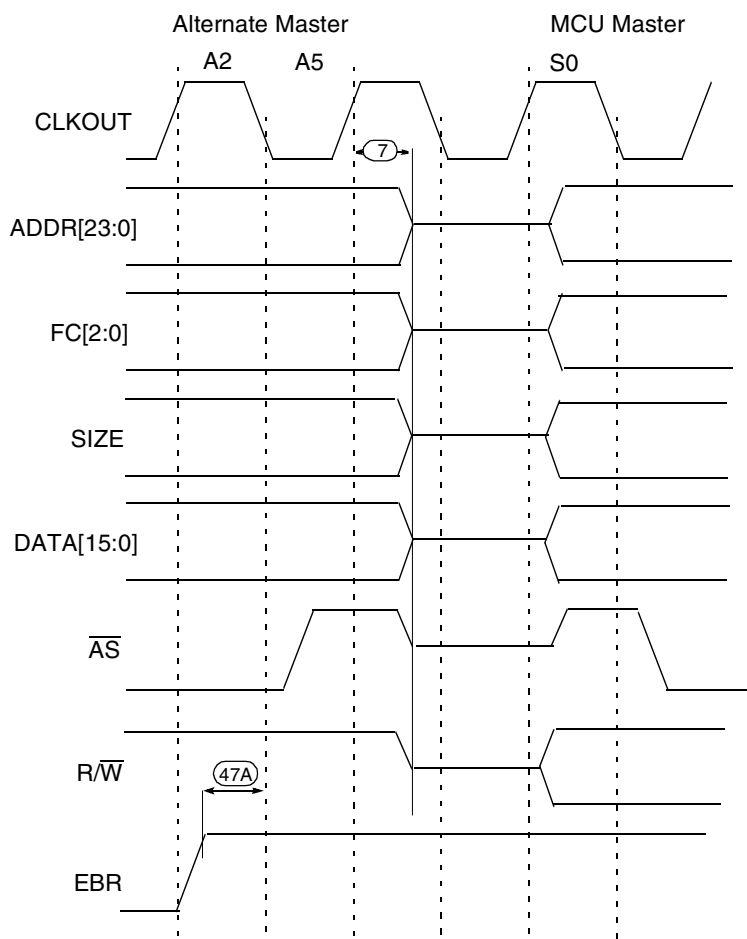 Alternate Master MCU Master
A2 A5 S0
CLKOUT
7
ADDR[23:0]
FC[2:0]
SIZE
DATA[15:0]
AS
R/W
47A
EBR